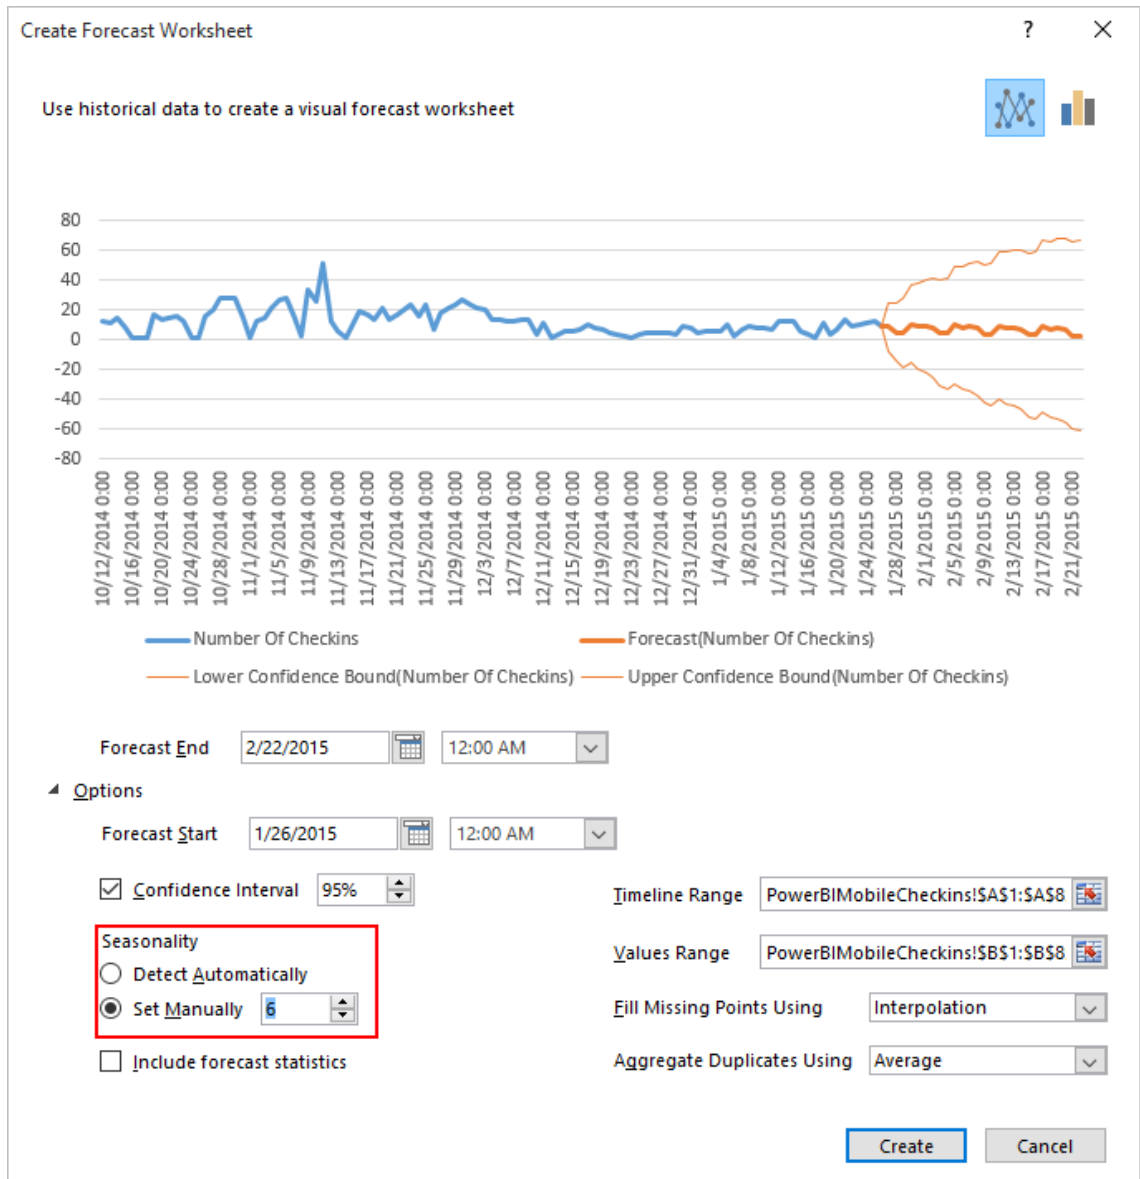 Create Forecast Worksheet ?
Use historical data to create a visual forecast worksheet
80
60
40
20
0
-20
-40
-60
-80
10/12/2014 0:00
10/16/2014 0:00
10/20/2014 0:00
10/24/2014 0:00
10/28/2014 0:00
11/1/2014 0:00
11/5/2014 0:00
11/9/2014 0:00
11/13/2014 0:00
11/17/2014 0:00
11/21/2014 0:00
11/25/2014 0:00
11/29/2014 0:00
12/3/2014 0:00
12/7/2014 0:00
12/11/2014 0:00
12/15/2014 0:00
12/19/2014 0:00
12/23/2014 0:00
12/27/2014 0:00
12/31/2014 0:00
1/4/2015 0:00
1/8/2015 0:00
1/12/2015 0:00
1/16/2015 0:00
1/20/2015 0:00
1/24/2015 0:00
1/28/2015 0:00
2/1/2015 0:00
2/5/2015 0:00
2/9/2015 0:00
2/13/2015 0:00
2/17/2015 0:00
2/21/2015 0:00
Number Of Checkins Forecast(Number Of Checkins)
Lower Confidence Bound(Number Of Checkins) Upper Confidence Bound(Number Of Checkins)
Forecast End 2/22/2015 12:00 AM
Options
Forecast Start 1/26/2015 12:00 AM
Confidence Interval 95%
Timeline Range PowerBIMobileCheckins!$A$1:$A$8
Seasonality
Values Range PowerBIMobileCheckins!$B$1:$B$8
Detect Automatically
Set Manually 6
Fill Missing Points Using Interpolation
Include forecast statistics
Aggregate Duplicates Using Average
Create Cancel